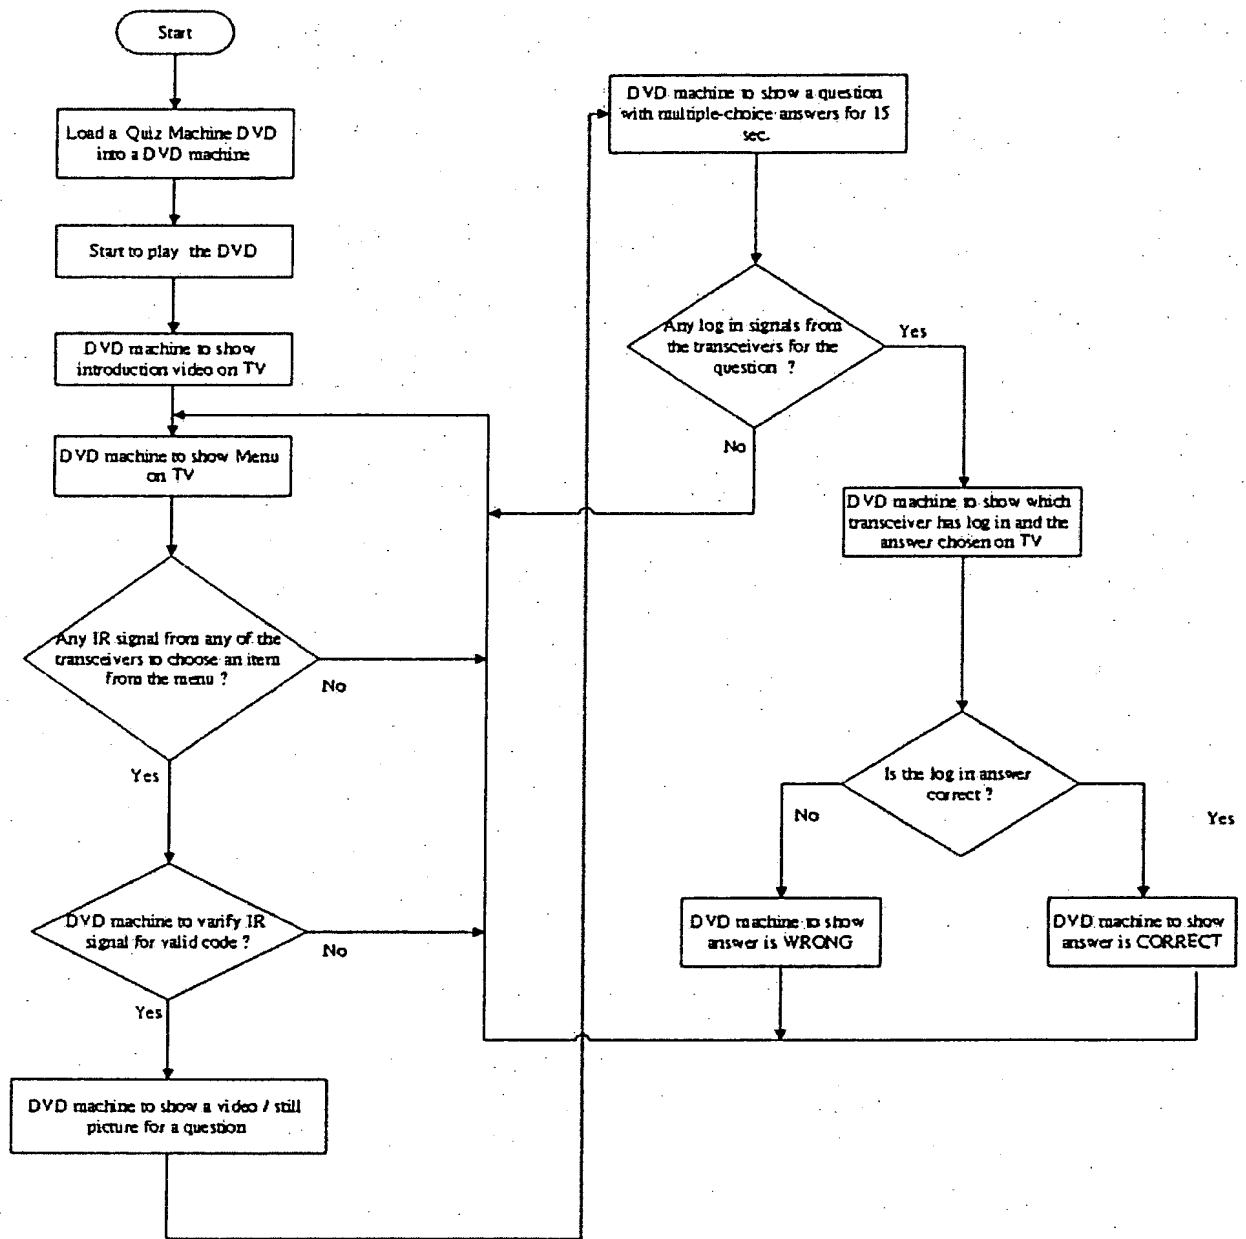 Start
Load a Quiz Machine DVD
into a DVD machine
Start to play the DVD
DVD machine to show
introduction video on TV
DVD machine to show Menu
on TV
Any IR signal from any of the
transceivers to choose an item
from the menu ?
No
Yes
DVD machine to varify IR
signal for valid code ?
No
Yes
DVD machine to show a video / still
picture for a question
DVD machine to show a question
with multiple-choice answers for 15
sec.
Any log in signals from
the transceivers for the
question ?
Yes
No
DVD machine to show which
transceiver has log in and the
answer chosen on TV
Is the log in answer
correct ?
No
Yes
DVD machine to show
answer is WRONG
DVD machine to show
answer is CORRECT